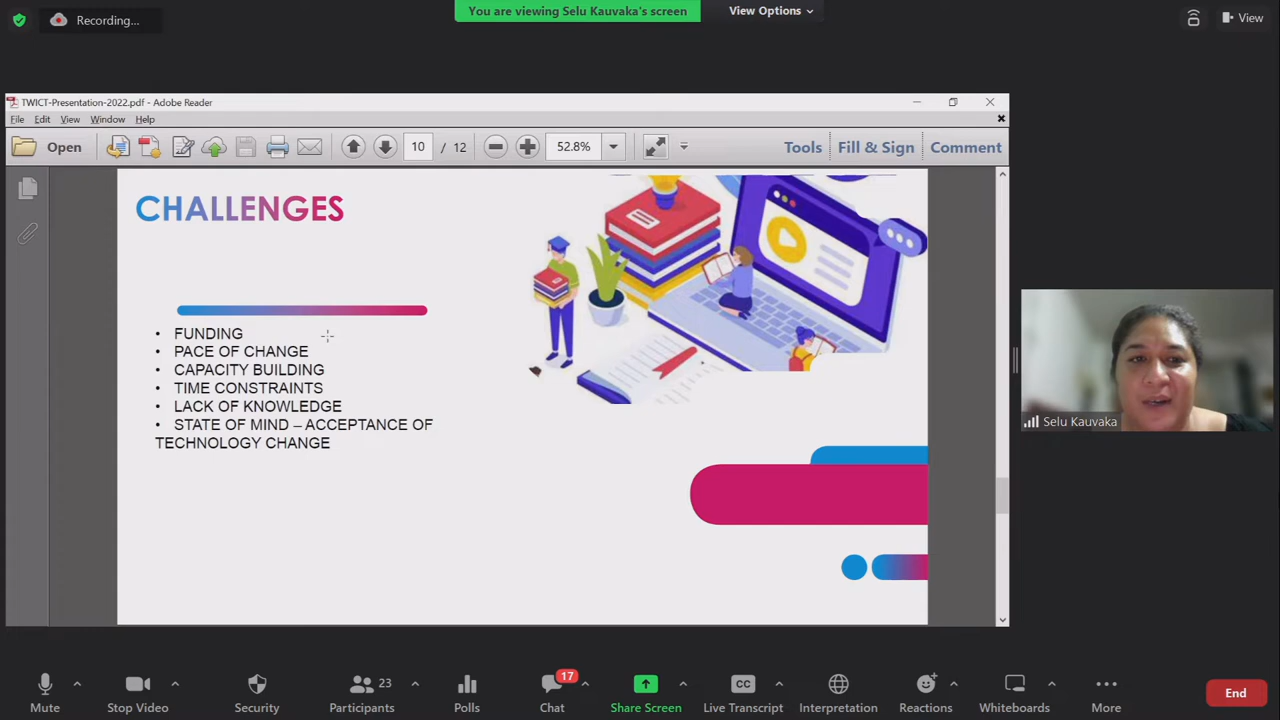 Recording...
You are viewing Selu Kauvaka's screen
View Options
View
TWICT-Presentation-2022.pdf - Adobe Reader
File Edit View Window Help
Open
10 / 12
52.8%
Tools Fill & Sign Comment
CHALLENGES
• FUNDING
• PACE OF CHANGE
• CAPACITY BUILDING
• TIME CONSTRAINTS
• LACK OF KNOWLEDGE
• STATE OF MIND – ACCEPTANCE OF
TECHNOLOGY CHANGE
Selu Kauvaka
23
17
CC
Mute Stop Video Security Participants Polls Chat Share Screen Live Transcript Interpretation Reactions Whiteboards More End